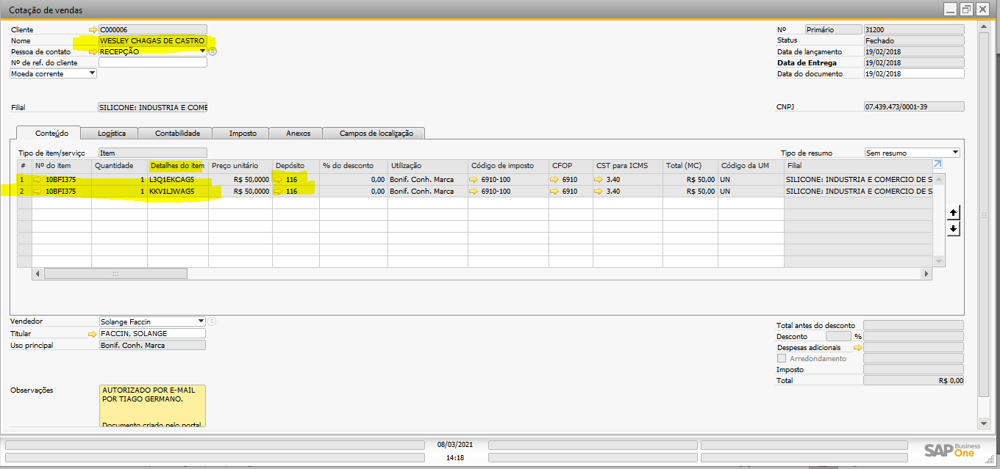 Cotação de vendas
Cliente C000006
Nome WESLEY CHAGAS DE CASTRO
Pessoa de contato RECEPÇÃO
Nº de ref. do cliente
Moeda corrente
Filial SILICONE: INDUSTRIA E COME
Nº Primário 31200
Status Fechado
Data de lançamento 19/02/2018
Data de Entrega 19/02/2018
Data do documento 19/02/2018
CNPJ 07.439.473/0001-39
Conteúdo Logística Contabilidade Imposto Anexos Campos de localização
Tipo de item/serviço Item Tipo de resumo Sem resumo
# Nº do item Quantidade Detalhes do item Preço unitário Depósito % do desconto Utilização Código de imposto CFOP CST para ICMS Total (MC) Código da UM Filial
1 10BFI375 1 L3Q1EKCAG5 R$ 50,0000 116 0,00 Bonif. Conh. Marca 6910-100 6910 3.40 R$ 50,00 UN SILICONE: INDUSTRIA E COMERCIO DE S
2 10BFI375 1 KKV1LJWAG5 R$ 50,0000 116 0,00 Bonif. Conh. Marca 6910-100 6910 3.40 R$ 50,00 UN SILICONE: INDUSTRIA E COMERCIO DE S
Vendedor Solange Faccin
Titular FACCIN, SOLANGE
Uso principal Bonif. Conh. Marca
Observações AUTORIZADO POR E-MAIL
POR TIAGO GERMANO.
Documento criado pelo portal
Total antes do desconto
Desconto %
Despesas adicionais
Arredondamento
Imposto
Total R$ 0,00
08/03/2021
14:18
SAP Business One